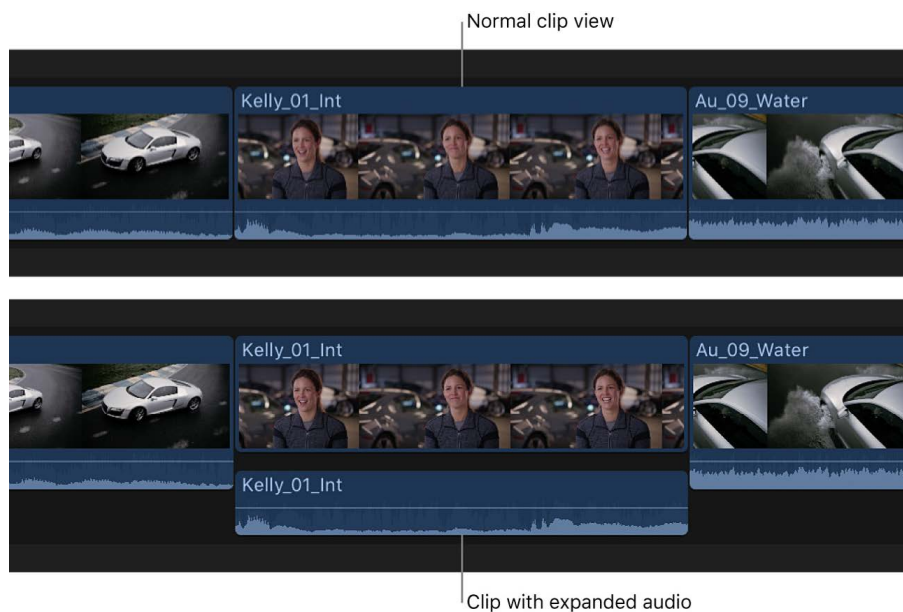 Normal clip view
Kelly_01_Int
Au_09_Water
Kelly_01_Int
Au_09_Water
Kelly_01_Int
Clip with expanded audio